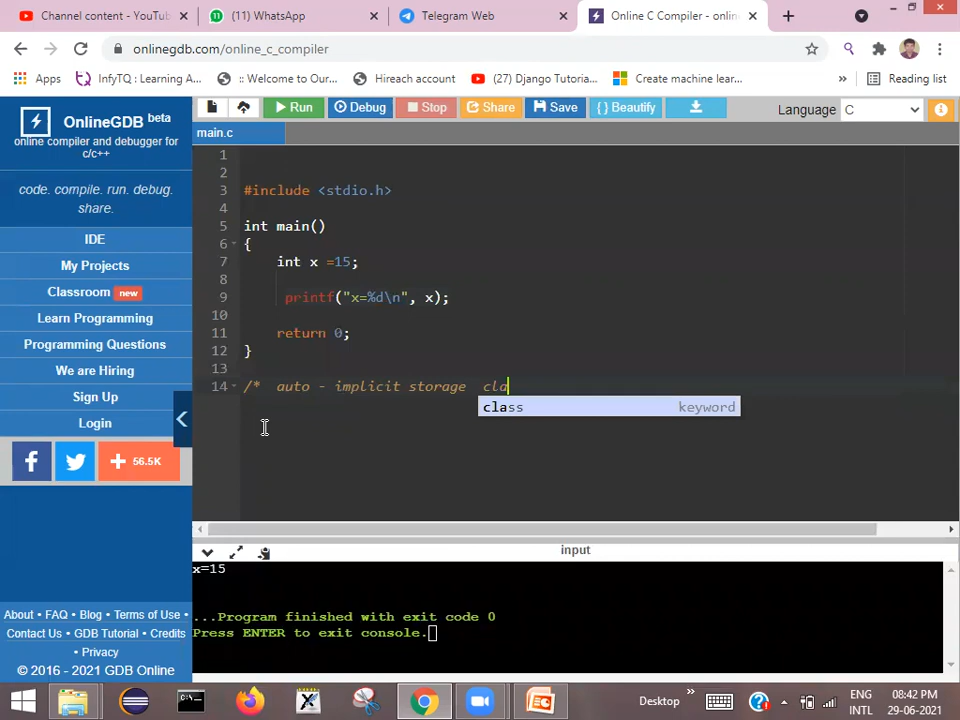 Channel content - YouTu
(11) WhatsApp
Telegram Web
Online C Compiler - onlin
onlinegdb.com/online_c_compiler
Apps
InfyTQ : Learning A...
:: Welcome to Our...
Hireach account
(27) Django Tutoria...
Create machine lear...
»
Reading list
OnlineGDB beta
online compiler and debugger for
c/c++
code. compile. run. debug.
share.
IDE
My Projects
Classroom new
Learn Programming
Programming Questions
We are Hiring
Sign Up
Login
+ 56.5K
About • FAQ • Blog • Terms of Use •
Contact Us • GDB Tutorial • Credits
• Privacy
© 2016 - 2021 GDB Online
Run
Debug
Stop
Share
Save
{ } Beautify
Language C
main.c
1
2
3 #include <stdio.h>
4
5 int main()
6 {
7 int x =15;
8
9 printf("x=%d\n", x);
10
11 return 0;
12 }
13
14 /* auto - implicit storage cla
class keyword
input
x=15
...Program finished with exit code 0
Press ENTER to exit console.
Desktop
»
ENG
INTL
08:42 PM
29-06-2021